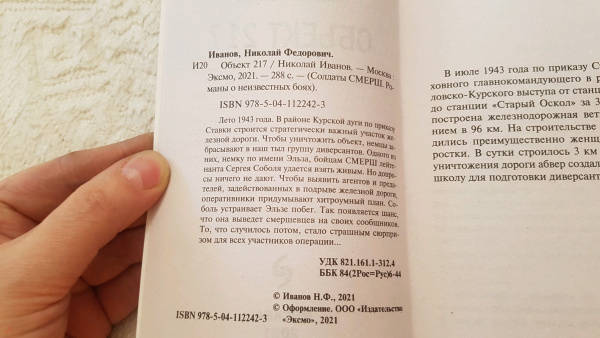 Иванов, Николай Федорович.
И20 Объект 217 / Николай Иванов. — Москва :
Эксмо, 2021. — 288 с. — (Солдаты СМЕРШ. Ро-
маны о неизвестных боях).
ISBN 978-5-04-112242-3
Лето 1943 года. В районе Курской дуги по приказу
Ставки строится стратегически важный участок же-
лезной дороги. Чтобы уничтожить объект, немцы за-
брасывают в наш тыл группу диверсантов. Одного из
них, немку по имени Эльза, бойцам СМЕРШ лейте-
нанта Сергея Соболя удается взять живым. Но допро-
сы ничего не дают. Чтобы выявить агентов и преда-
телей, задействованных в подрыве железной дороги,
оперативники придумывают хитроумный план. Со-
боль устраивает Эльзе побег. Так появляется шанс,
что она выведет смершевцев на своих сообщников.
То, что случилось потом, стало страшным сюрпри-
зом для всех участников операции...
УДК 821.161.1-312.4
ББК 84(2Рос=Рус)6-44
© Иванов Н.Ф., 2021
© Оформление. ООО «Издательство
ISBN 978-5-04-112242-3 «Эксмо», 2021
В июле 1943 года по приказу
ховного главнокомандующего в
ловско-Курского выступа от
до станции «Старый Оскол» за
построена железнодорожная
нием в 96 км. На строительстве
дились преимущественно
ростки. В сутки строилось 3 км
уничтожения дороги абвер
школу для подготовки